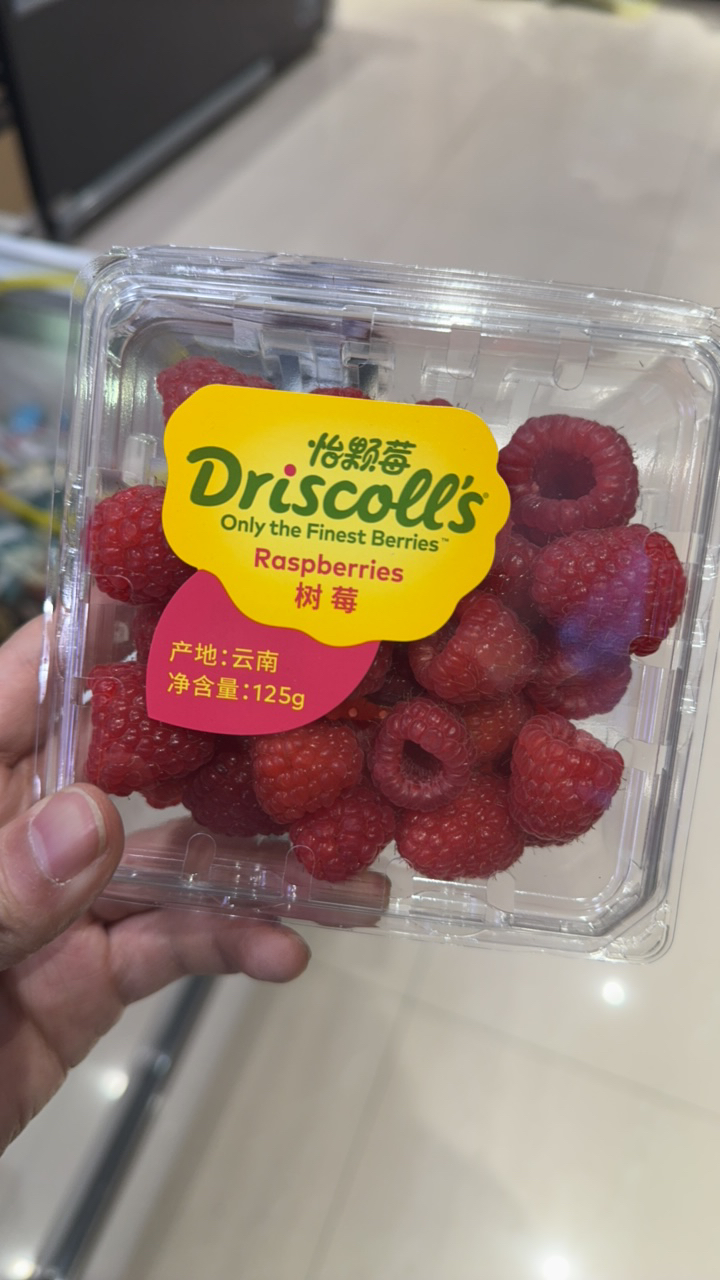 怡颗莓
Driscoll's®
Only the Finest Berries™
Raspberries
树莓
产地:云南
净含量:125g